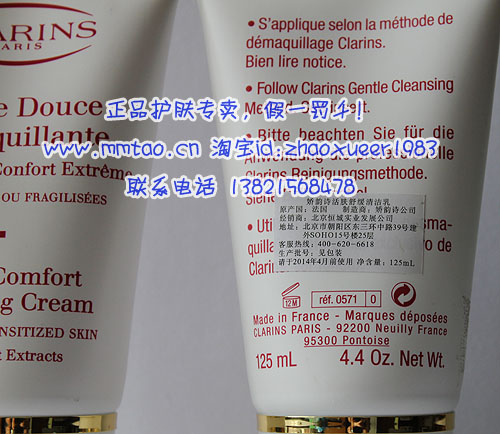 CLARINS
PARIS
Douce
quillante
Confort Extrême
OU FRAGILISÉES
Comfort
g Cream
NSITIZED SKIN
t Extracts
• S'applique selon la méthode de
démaquillage Clarins.
Bien lire notice.
• Follow Clarins Gentle Cleansing
• Bitte beachten Sie für die
Clarins Reinigungsmethode.
正品护肤专卖，假一罚斗！
www.mmtao.cn 淘宝id:zhaoxueer1983
联系电话 13821568478
娇韵诗活肤舒缓清洁乳
原产国：法国 制造商：娇韵诗公司
经销商：北京恒城实业发展公司
地址：北京市朝阳区东三环中路39号建
外SOHO15号楼25层
客服热线：400-620-6618
生产批号：见包装
请于2014年4月前使用 净含量：125mL
12M réf. 0571 0
Made in France - Marques déposées
CLARINS PARIS - 92200 Neuilly France
95300 Pontoise
125 mL 4.4 Oz. Net Wt.